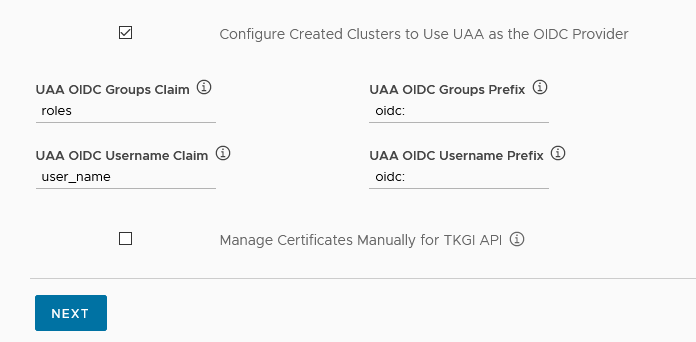 Configure Created Clusters to Use UAA as the OIDC Provider
UAA OIDC Groups Claim
UAA OIDC Groups Prefix
roles
oidc:
UAA OIDC Username Claim
UAA OIDC Username Prefix
user_name
oidc:
Manage Certificates Manually for TKGI API
NEXT